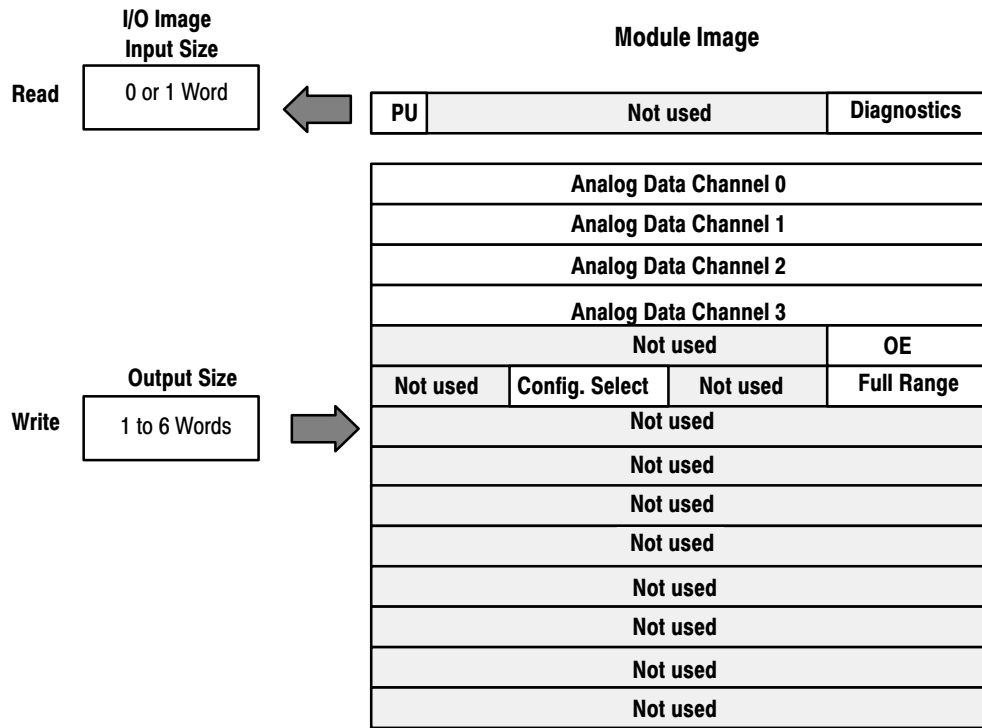 I/O Image
Input Size
Module Image
Read
0 or 1 Word
PU
Not used
Diagnostics
Analog Data Channel 0
Analog Data Channel 1
Analog Data Channel 2
Analog Data Channel 3
Not used
OE
Output Size
Not used
Config. Select
Not used
Full Range
Write
1 to 6 Words
Not used
Not used
Not used
Not used
Not used
Not used
Not used
Not used